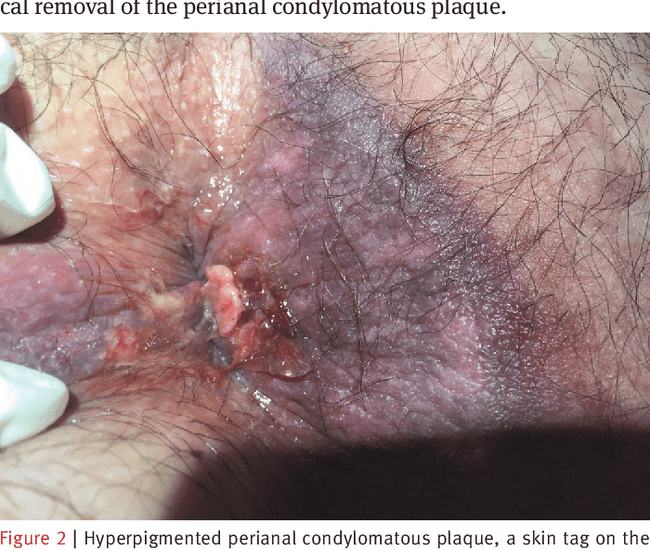 cal removal of the perianal condylomatous plaque.
Figure 2 | Hyperpigmented perianal condylomatous plaque, a skin tag on the